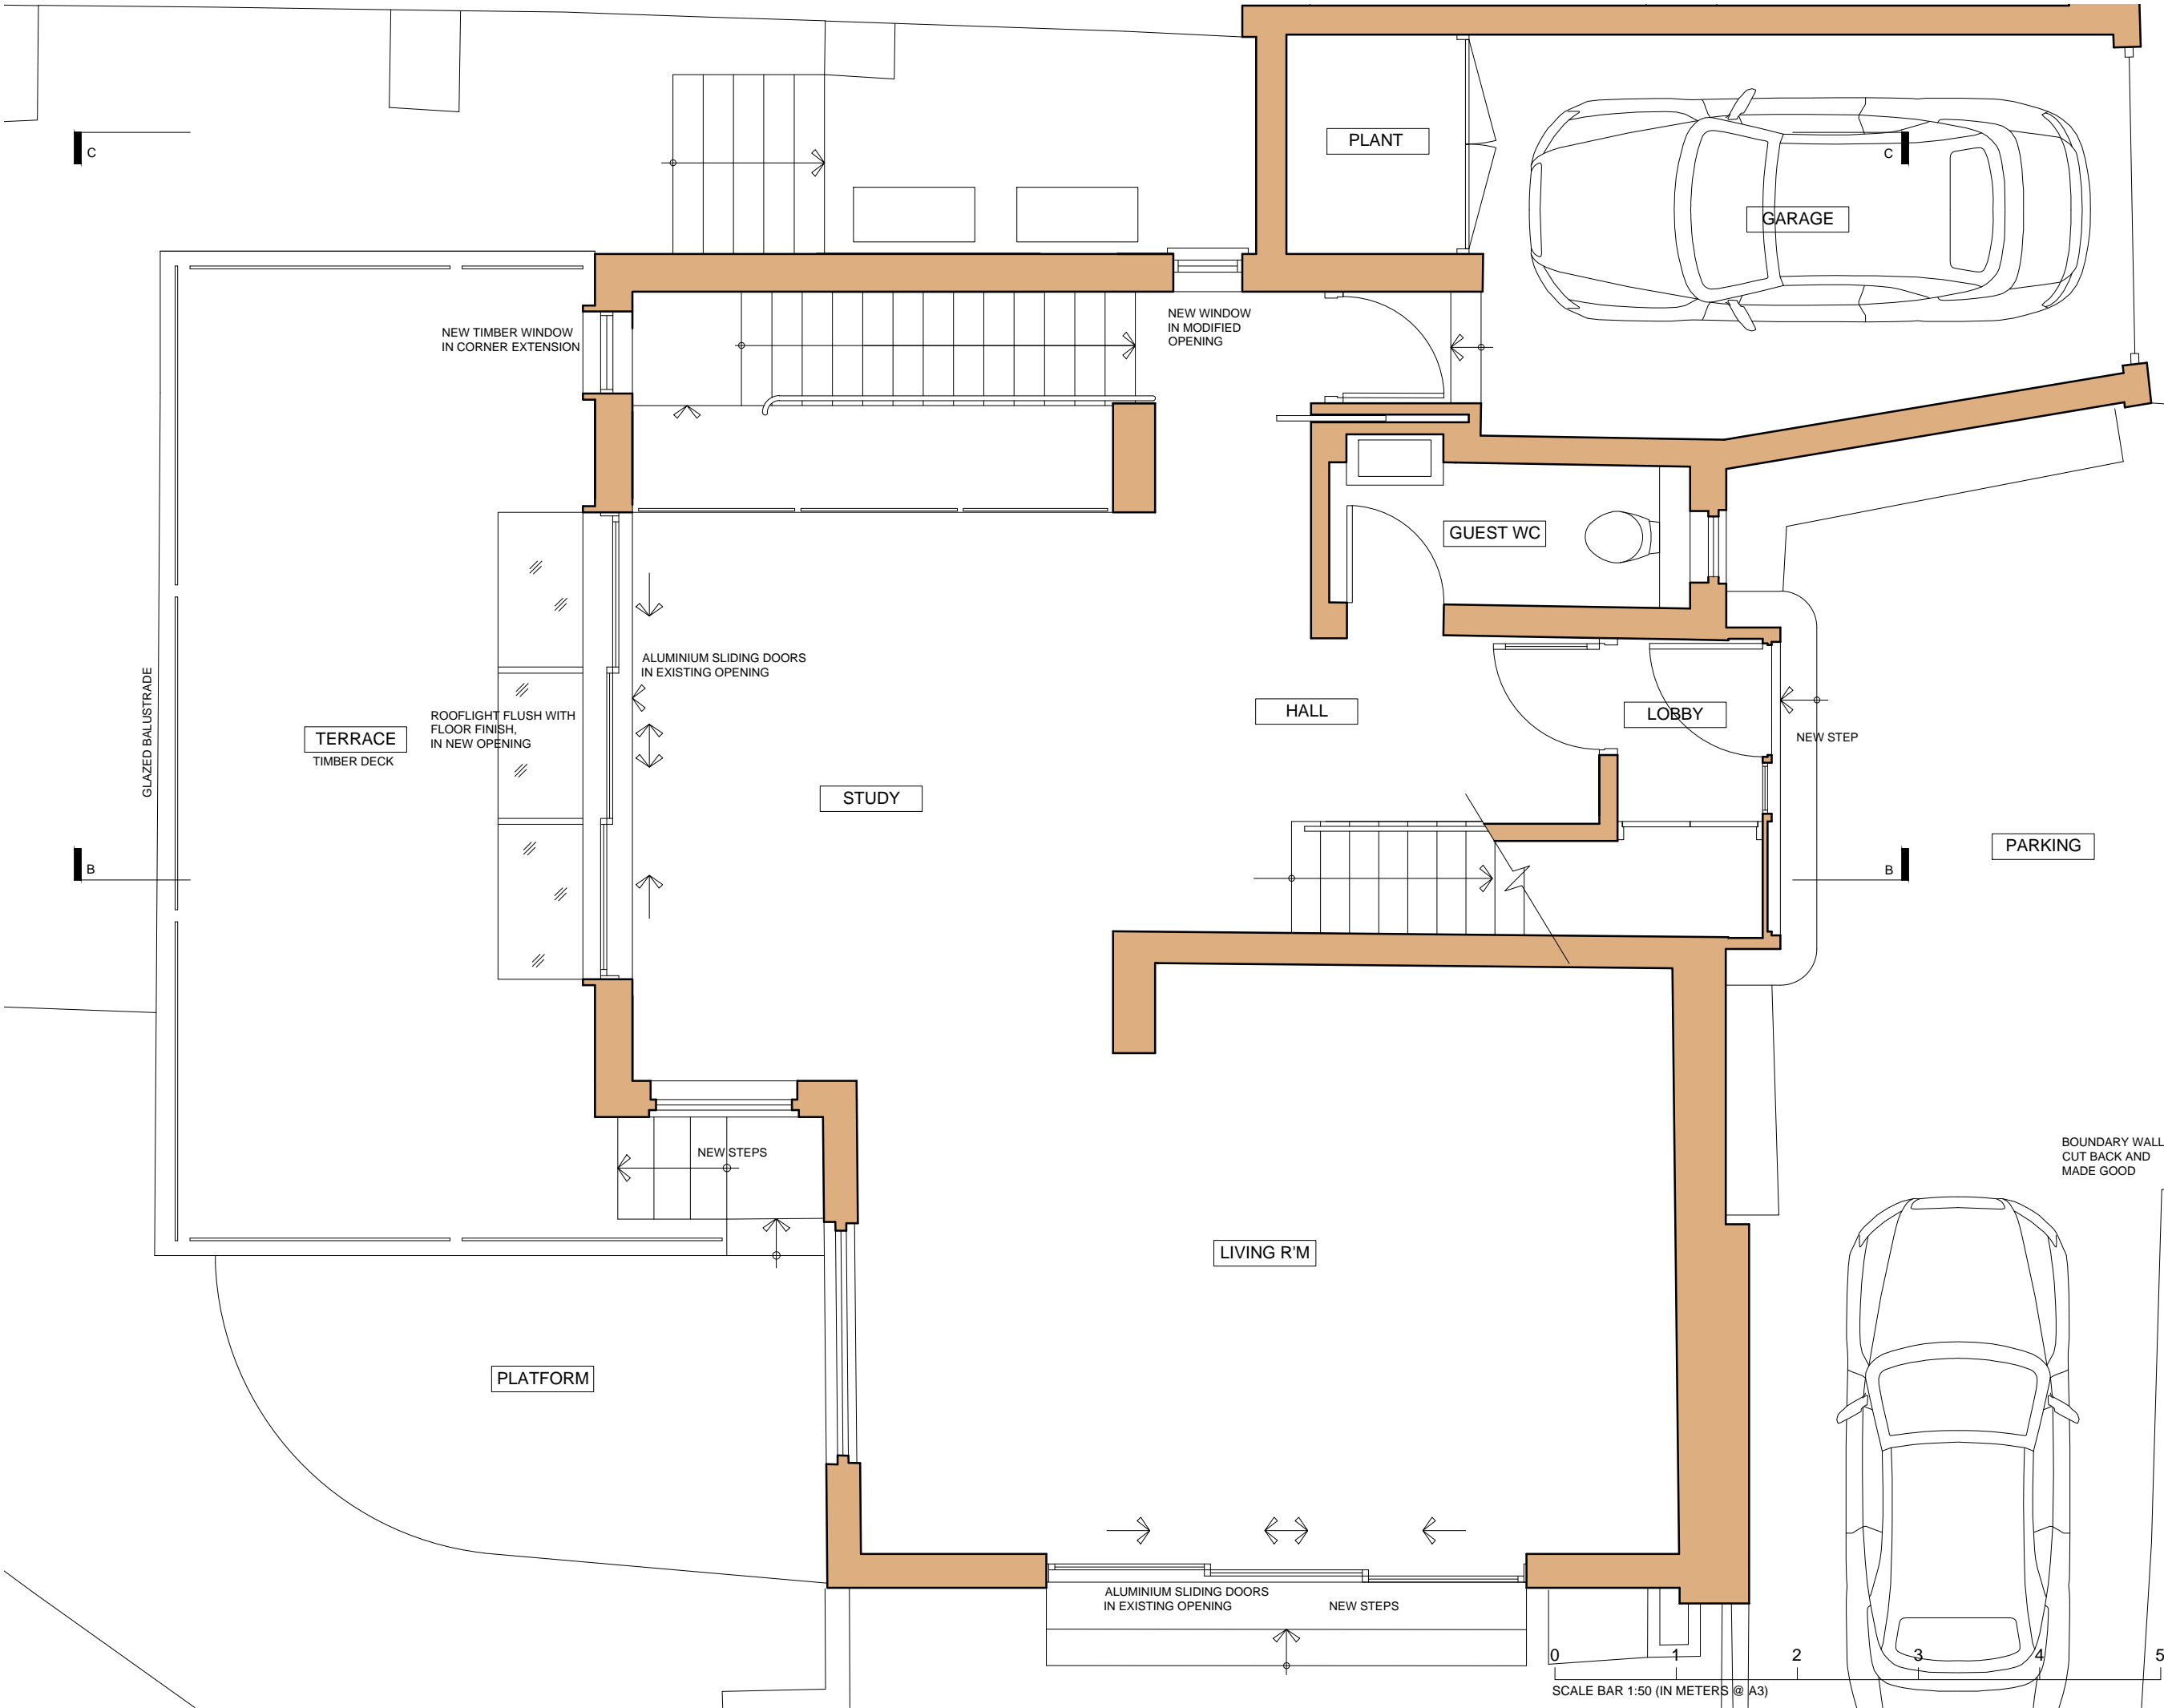 PLANT
C
C
GARAGE
NEW TIMBER WINDOW
IN CORNER EXTENSION
NEW WINDOW
IN MODIFIED
OPENING
GUEST WC
ALUMINIUM SLIDING DOORS
IN EXISTING OPENING
GLAZED BALUSTRADE
ROOFLIGHT FLUSH WITH
FLOOR FINISH,
IN NEW OPENING
TERRACE
TIMBER DECK
HALL
LOBBY
NEW STEP
STUDY
PARKING
B
B
NEW STEPS
BOUNDARY WALL
CUT BACK AND
MADE GOOD
LIVING R'M
PLATFORM
ALUMINIUM SLIDING DOORS
IN EXISTING OPENING
NEW STEPS
0 1 2 3 4 5
SCALE BAR 1:50 (IN METERS @ A3)